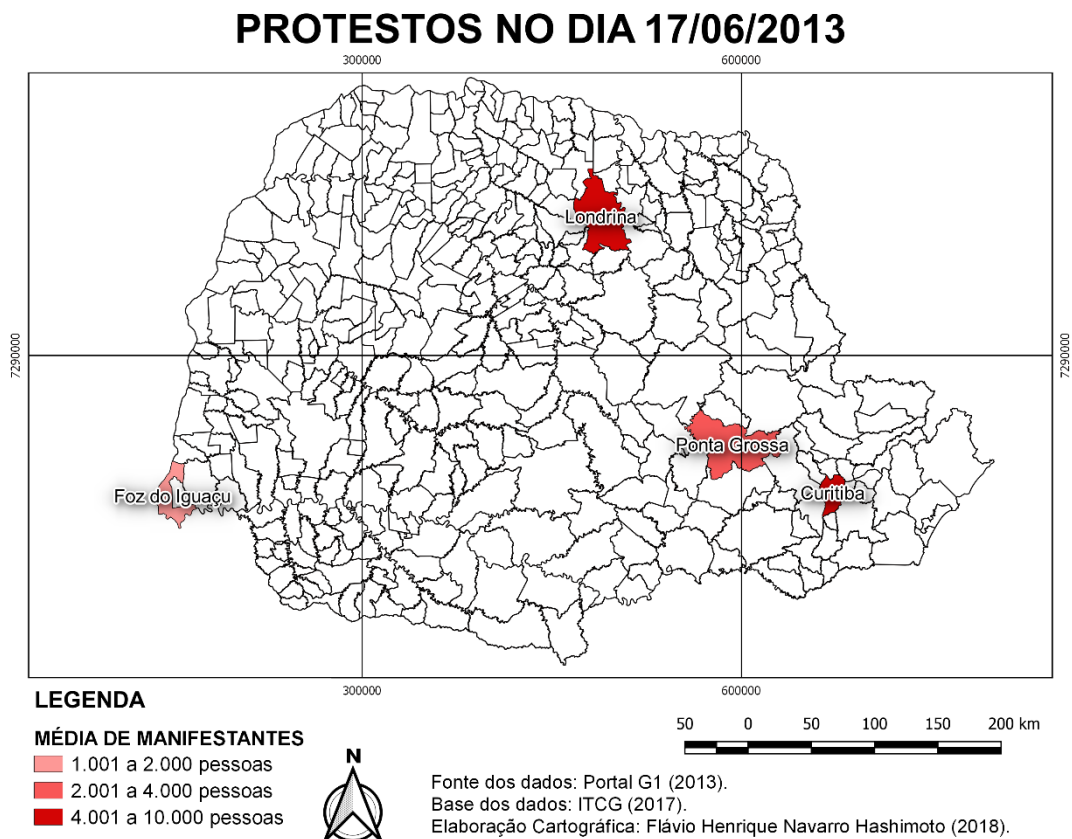 PROTESTOS NO DIA 17/06/2013
300000 600000
Londrina
7290000 7290000
Ponta Grossa
Foz do Iguaçu
Curitiba
300000 600000
LEGENDA
MÉDIA DE MANIFESTANTES
1.001 a 2.000 pessoas
2.001 a 4.000 pessoas
4.001 a 10.000 pessoas
N
50 0 50 100 150 200 km
Fonte dos dados: Portal G1 (2013).
Base dos dados: ITCG (2017).
Elaboração Cartográfica: Flávio Henrique Navarro Hashimoto (2018).